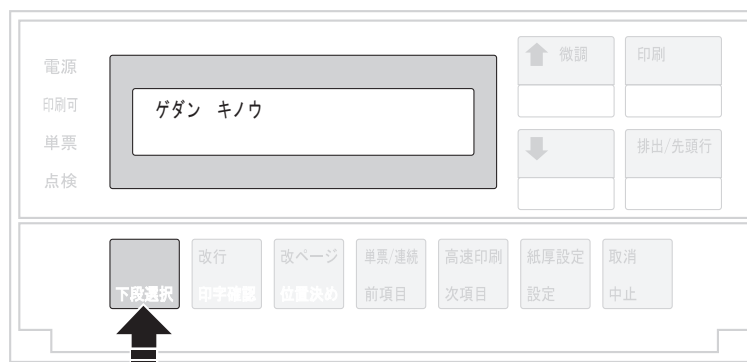 電源
印刷可
単票
点検
ゲダン キノウ
微調
印刷
排出/先頭行
下段選択
改行
印字確認
改ページ
位置決め
単票/連続
前項目
高速印刷
次項目
紙厚設定
設定
取消
中止